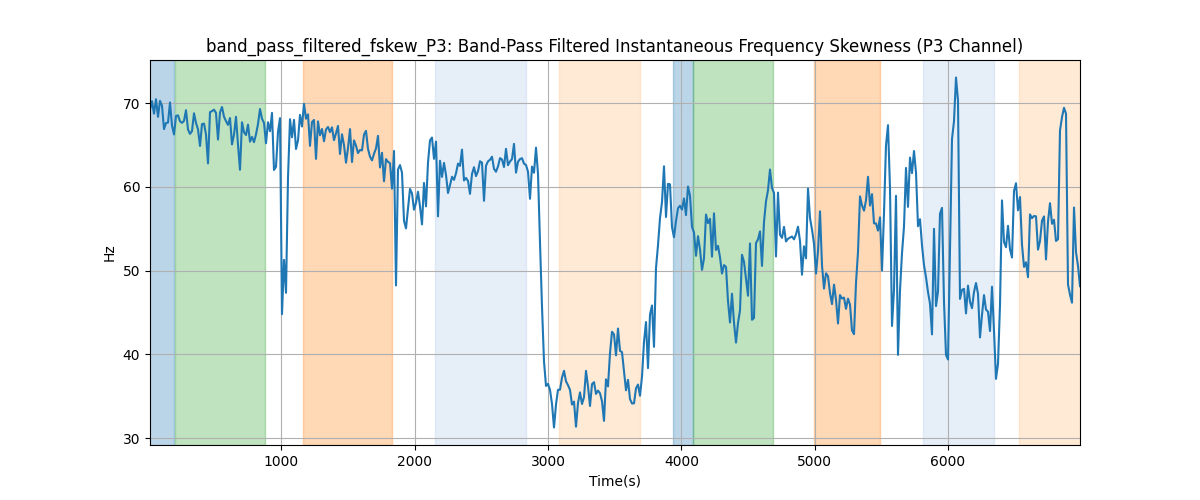 band_pass_filtered_fskew_P3: Band-Pass Filtered Instantaneous Frequency Skewness (P3 Channel)
70
60
50
40
30
Hz
1000 2000 3000 4000 5000 6000
Time(s)